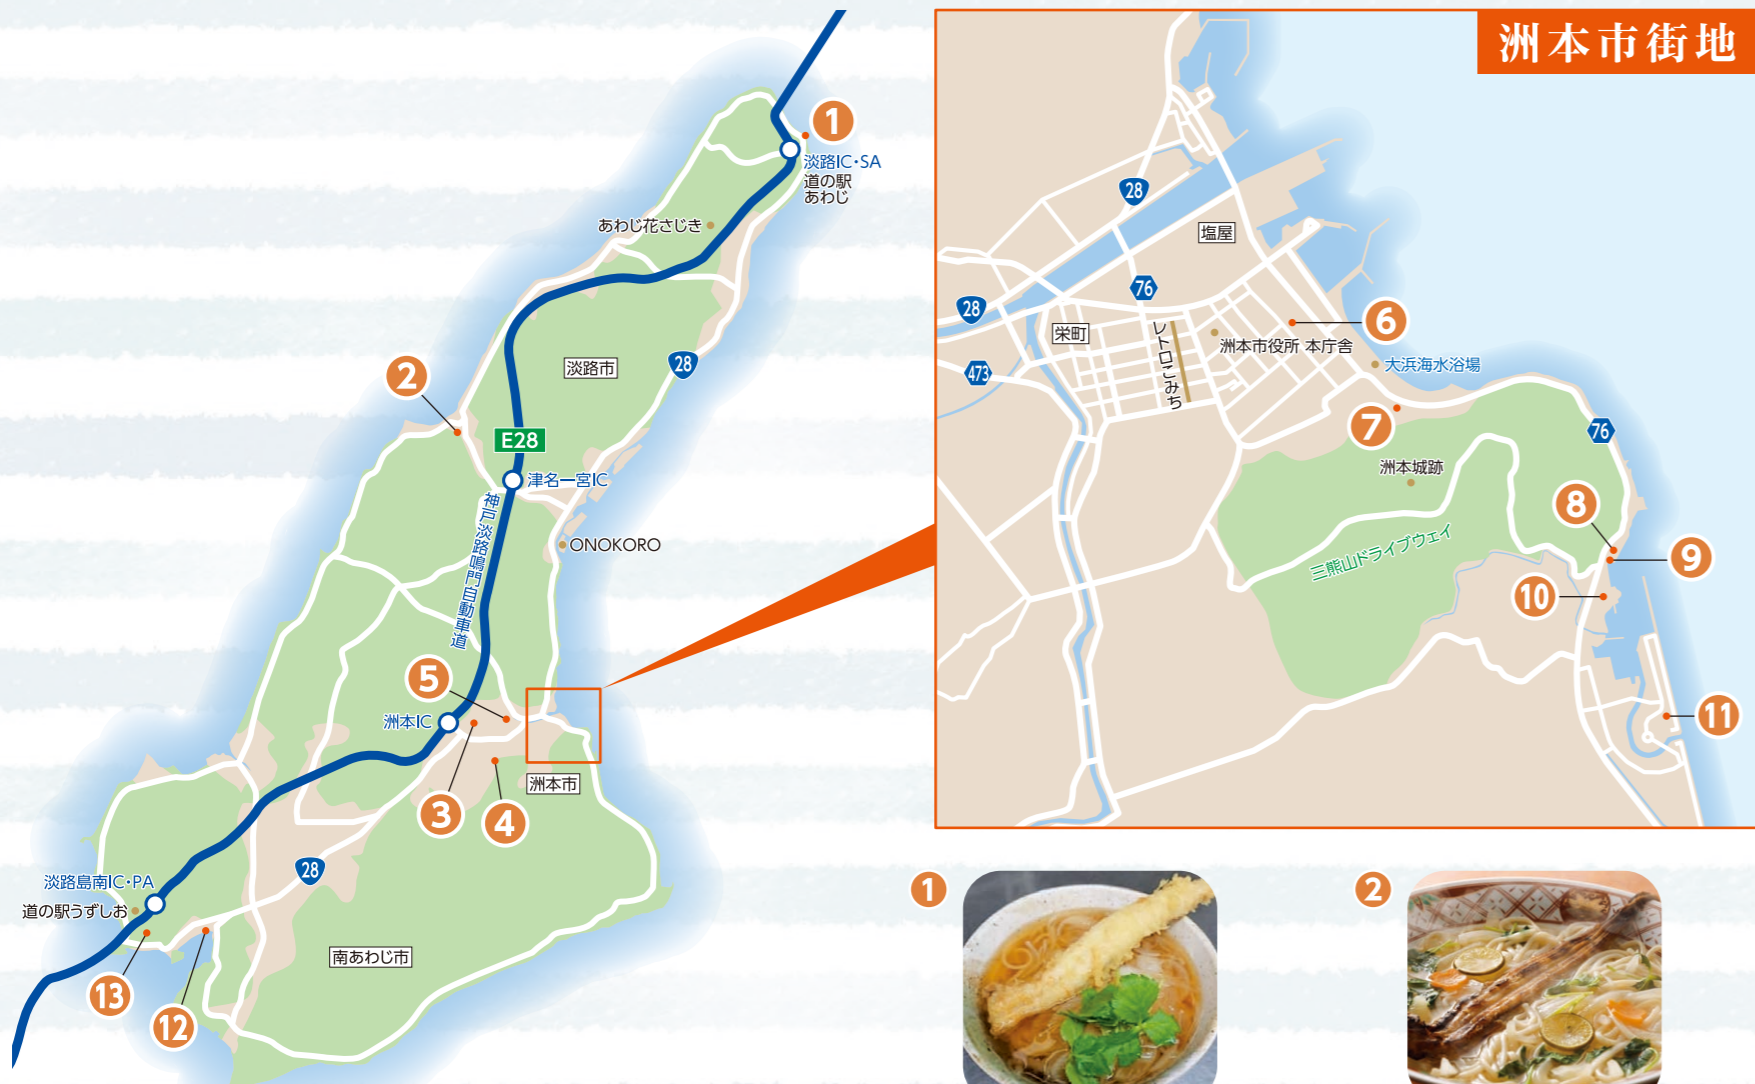 洲本市街地
1
淡路IC・SA
道の駅
あわじ
あわじ花さじき
淡路市
28
2
E28
津名一宮IC
神戸淡路鳴門自動車道
ONOKORO
5
洲本IC
3
4
洲本市
28
淡路島南IC・PA
道の駅うずしお
南あわじ市
13
12
28
塩屋
76
28
栄町
レトロこみち
洲本市役所 本庁舎
6
473
大浜海水浴場
7
76
洲本城跡
8
三熊山ドライブウェイ
9
10
11
1
2